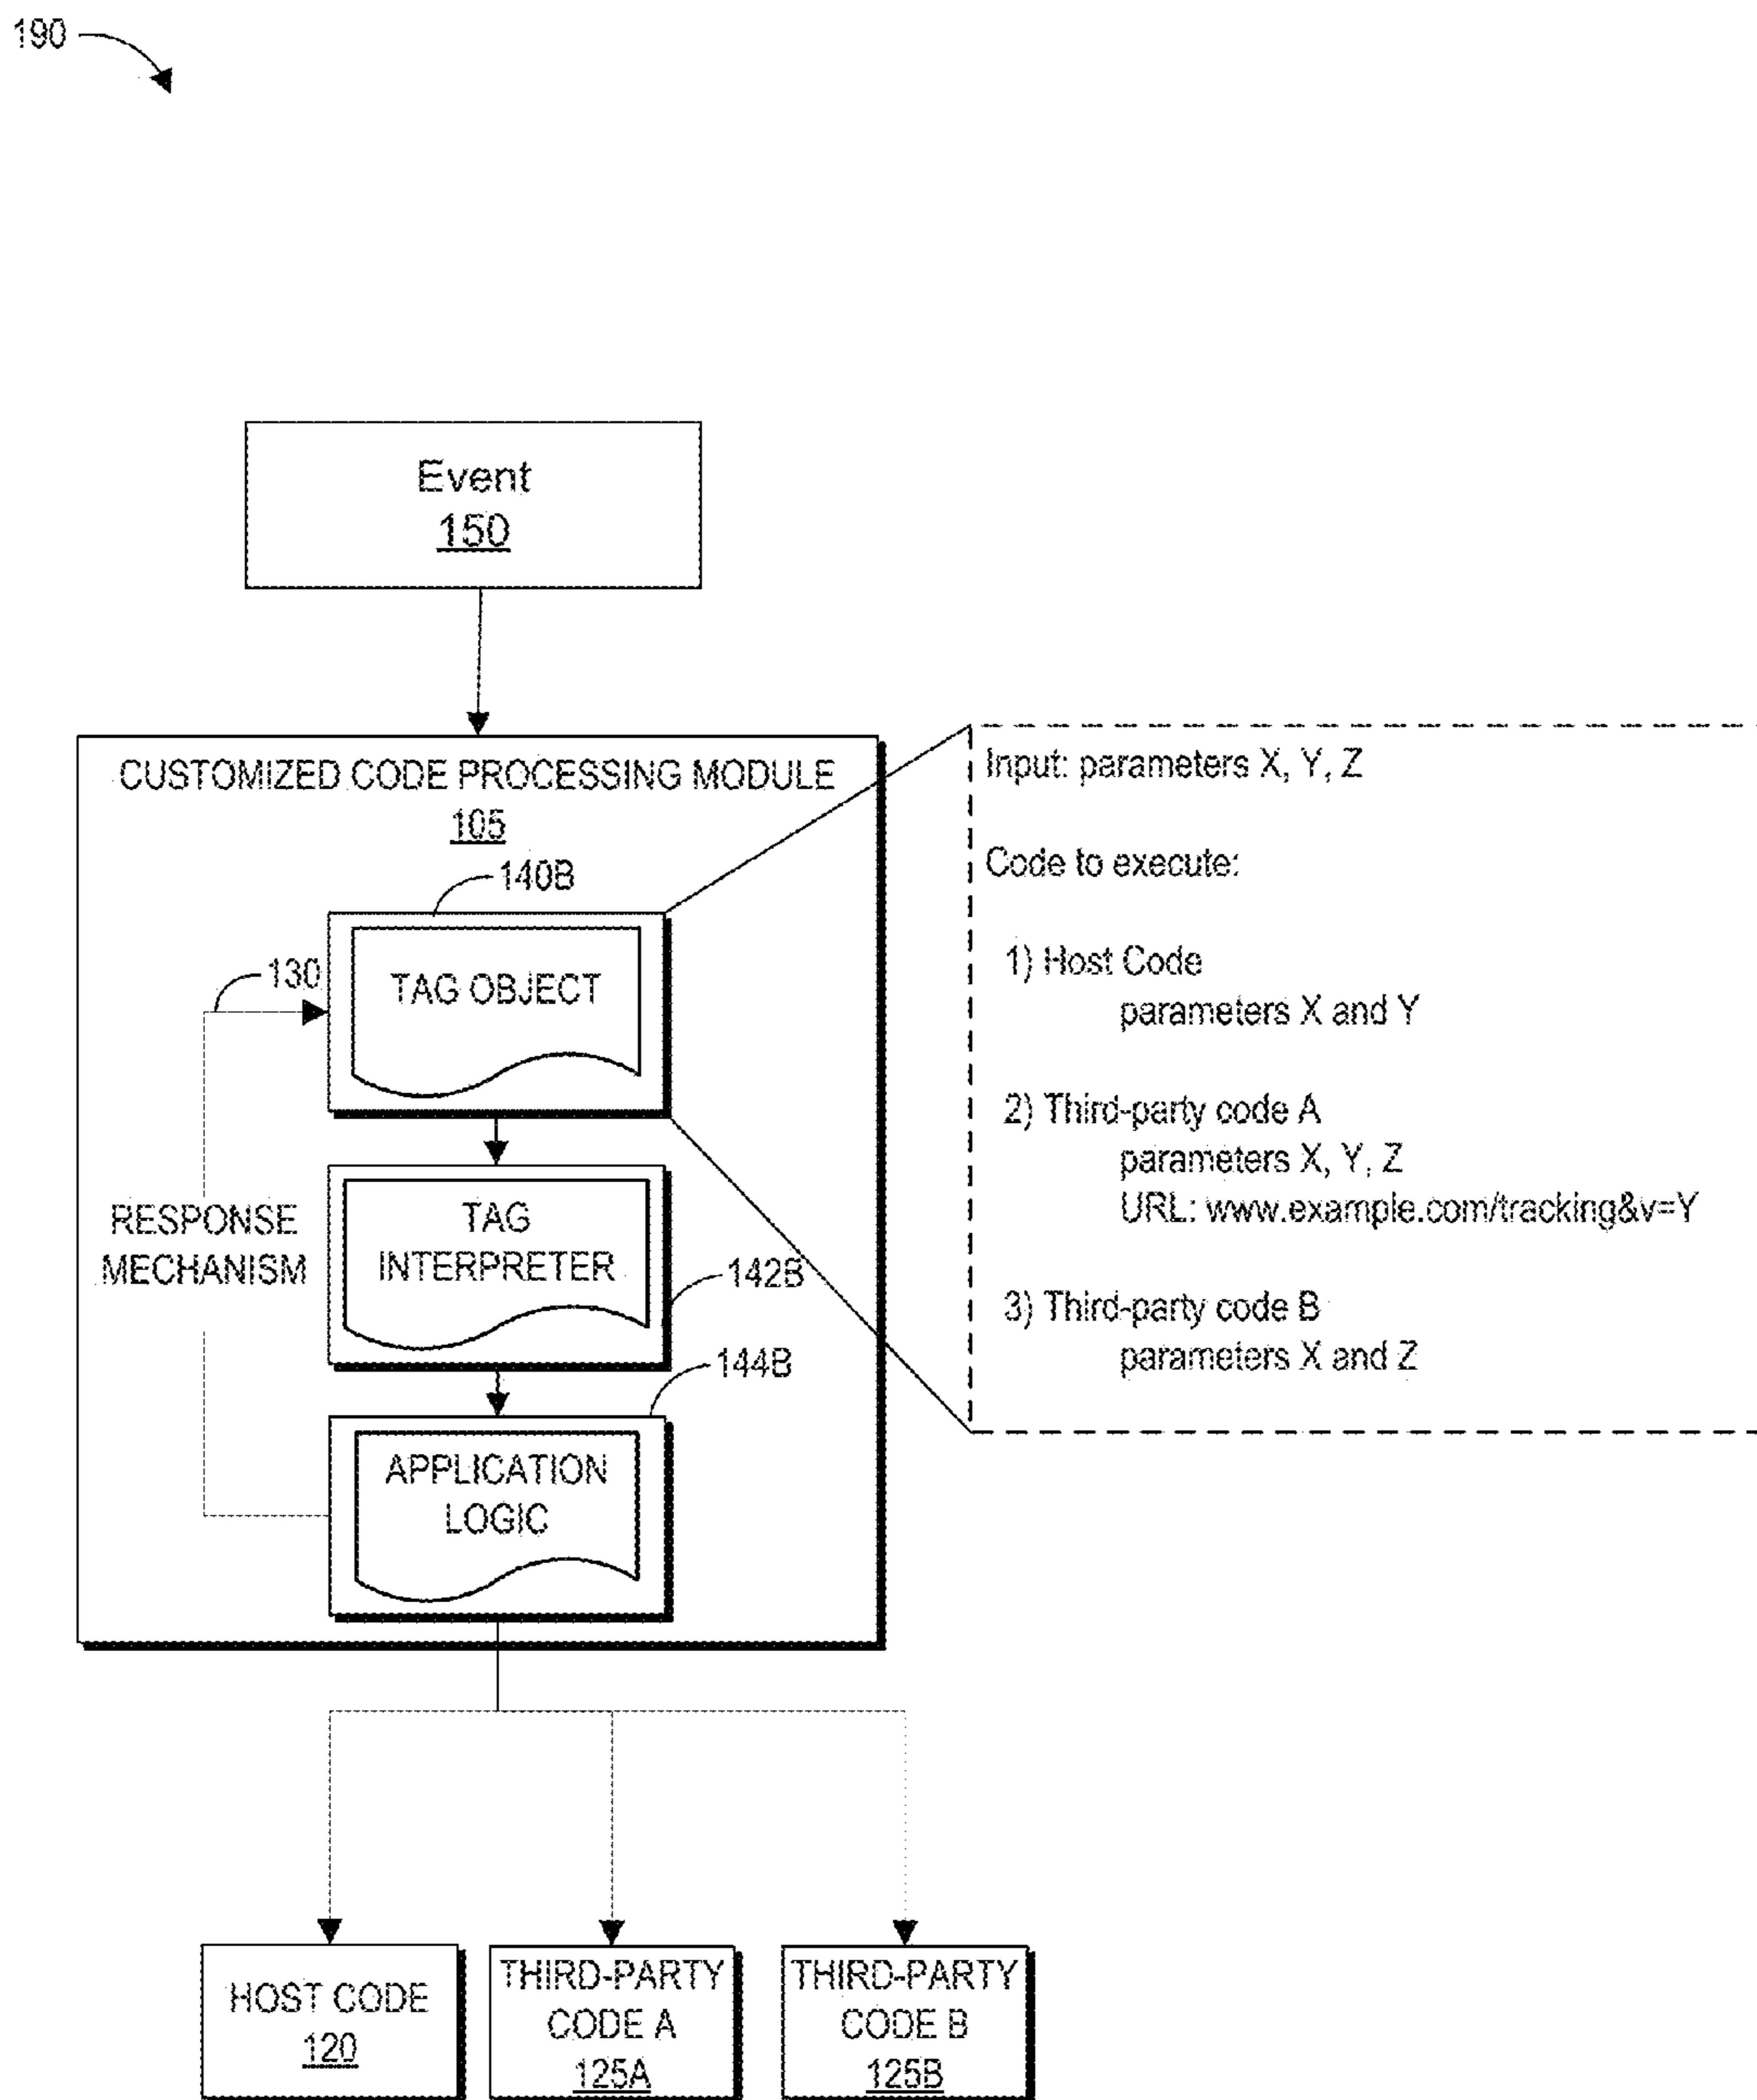 190
Event
150
CUSTOMIZED CODE PROCESSING MODULE
105
140B
130
TAG OBJECT
RESPONSE
MECHANISM
TAG
INTERPRETER
142B
144B
APPLICATION
LOGIC
Input: parameters X, Y, Z
Code to execute:
1) Host Code
parameters X and Y
2) Third-party code A
parameters X, Y, Z
URL: www.example.com/tracking&v=Y
3) Third-party code B
parameters X and Z
HOST CODE
120
THIRD-PARTY
CODE A
125A
THIRD-PARTY
CODE B
125B